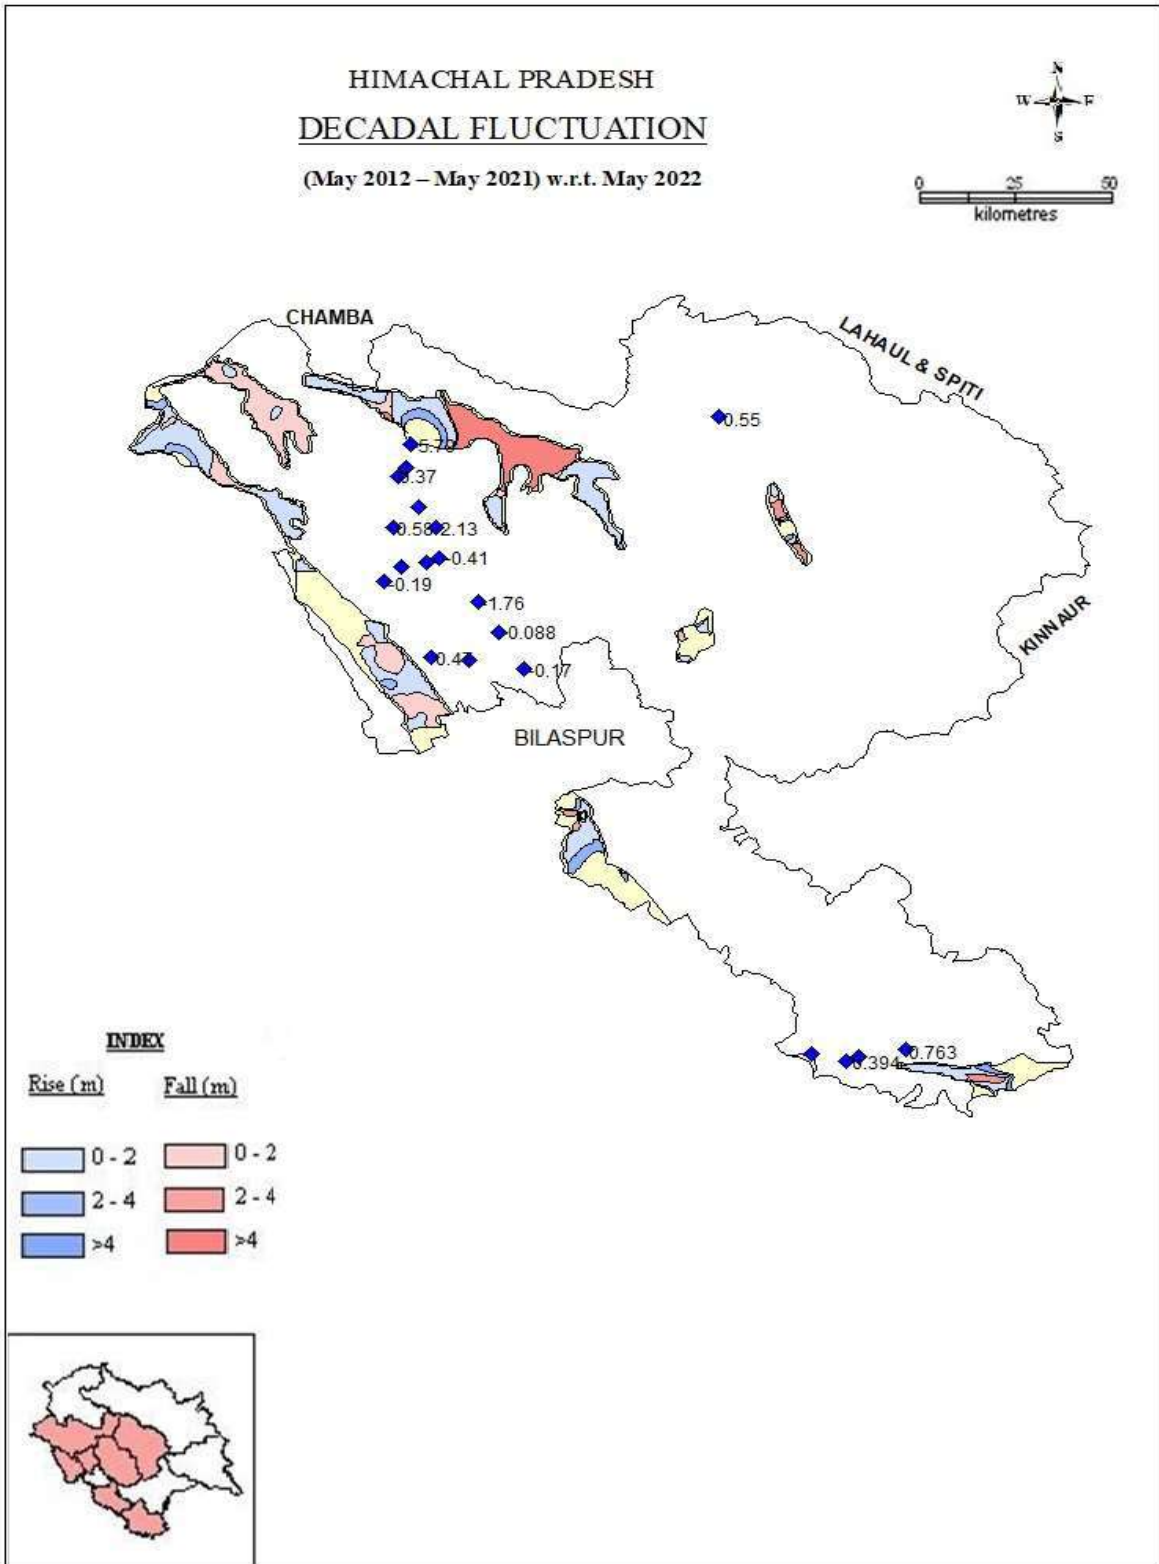 HIMACHAL PRADESH
DECADAL FLUCTUATION
(May 2012 – May 2021) w.r.t. May 2022
N
W
E
S
0 25 50
kilometres
CHAMBA
LAHAUL & SPITI
0.55
0.58
2.13
-0.41
-0.19
-1.76
0.088
KINNAUR
0.47
-0.17
BILASPUR
0.763
0.394
INDEX
Rise (m) Fall (m)
0 - 2 0 - 2
2 - 4 2 - 4
>4 >4